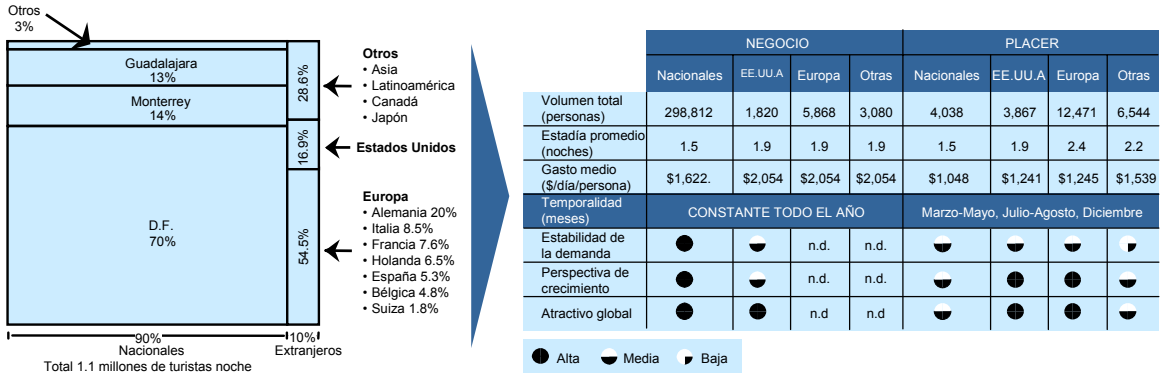 Otros
3%
Guadalajara
13%
Monterrey
14%
D.F.
70%
28.6%
16.9%
54.5%
90%
10%
Nacionales
Extranjeros
Total 1.1 millones de turistas noche
Otros
• Asia
• Latinoamérica
• Canadá
• Japón
Estados Unidos
Europa
• Alemania 20%
• Italia 8.5%
• Francia 7.6%
• Holanda 6.5%
• España 5.3%
• Bélgica 4.8%
• Suiza 1.8%
NEGOCIO PLACER
Nacionales EE.UU.A Europa Otras Nacionales EE.UU.A Europa Otras
Volumen total
(personas)
298,812 1,820 5,868 3,080 4,038 3,867 12,471 6,544
Estadía promedio
(noches)
1.5 1.9 1.9 1.9 1.5 1.9 2.4 2.2
Gasto medio
($/día/persona)
$1,622. $2,054 $2,054 $2,054 $1,048 $1,241 $1,245 $1,539
Temporalidad
(meses)
CONSTANTE TODO EL AÑO Marzo-Mayo, Julio-Agosto, Diciembre
Estabilidad de
la demanda
n.d. n.d.
Perspectiva de
crecimiento
n.d. n.d.
Atractivo global
n.d n.d
Alta Media Baja